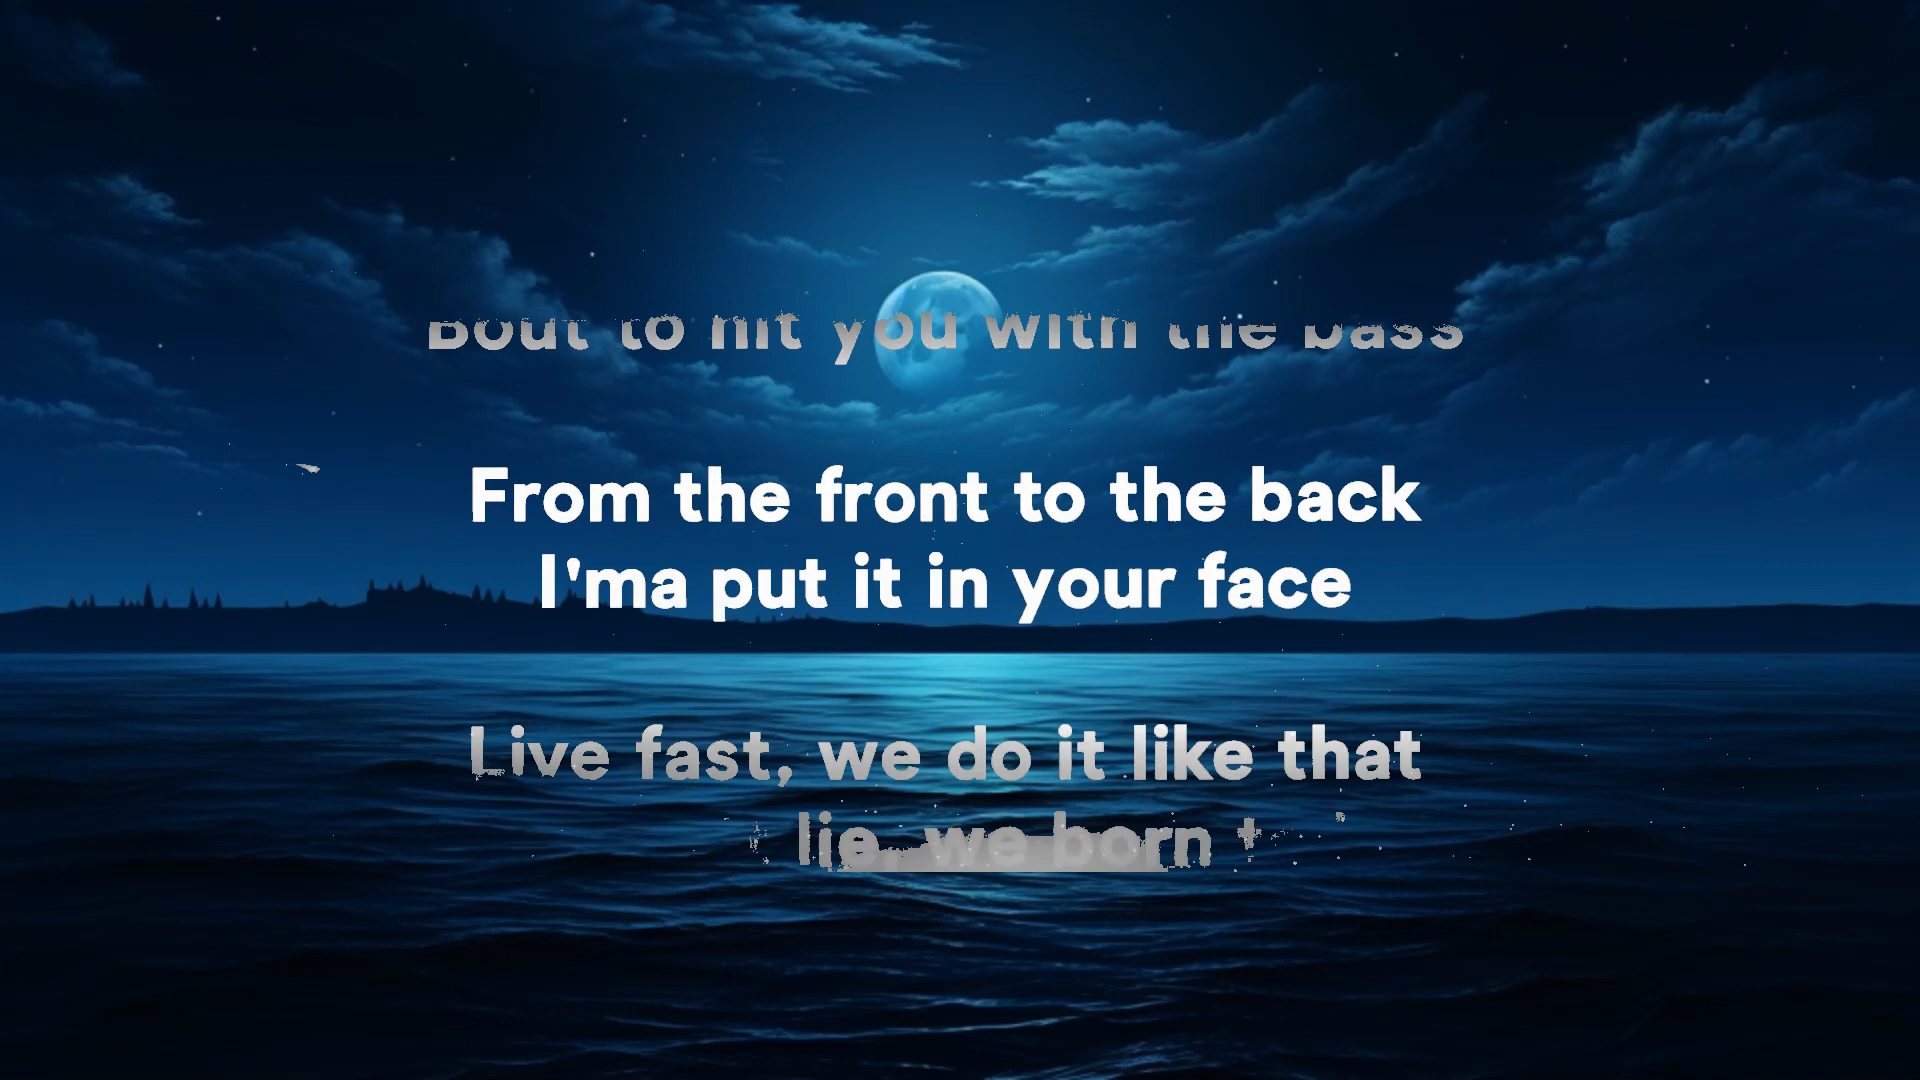 Bout to hit you with the bass
From the front to the back
I'ma put it in your face
Live fast, we do it like that
lie, we born